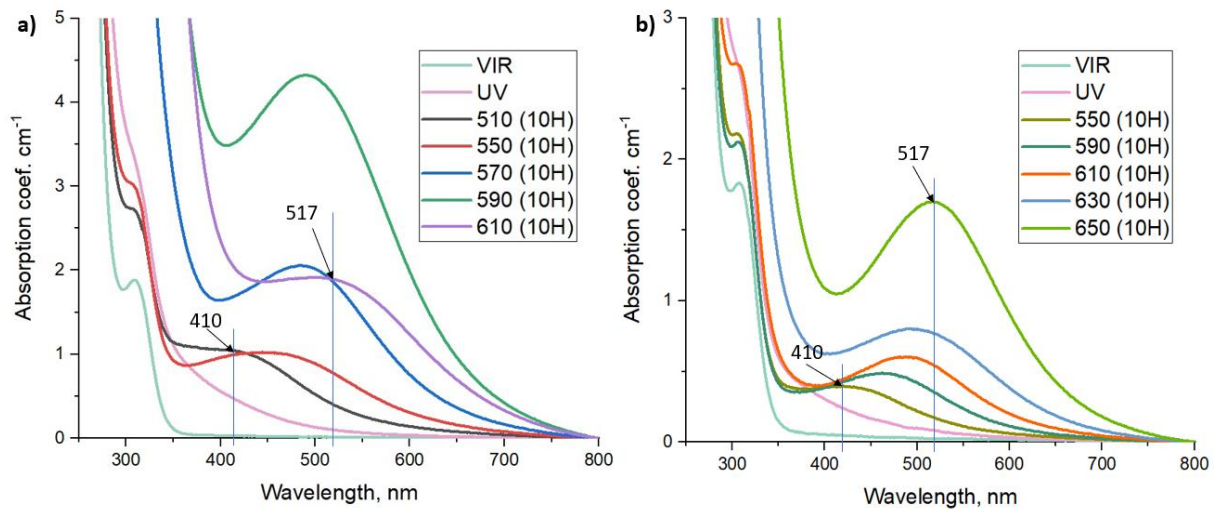 a)
5
4
3
2
1
0
Absorption coef. cm⁻¹
300 400 500 600 700 800
Wavelength, nm
VIR
UV
510 (10H)
550 (10H)
570 (10H)
590 (10H)
610 (10H)
517
410
b)
3
2
1
0
Absorption coef. cm⁻¹
300 400 500 600 700 800
Wavelength, nm
VIR
UV
550 (10H)
590 (10H)
610 (10H)
630 (10H)
650 (10H)
517
410